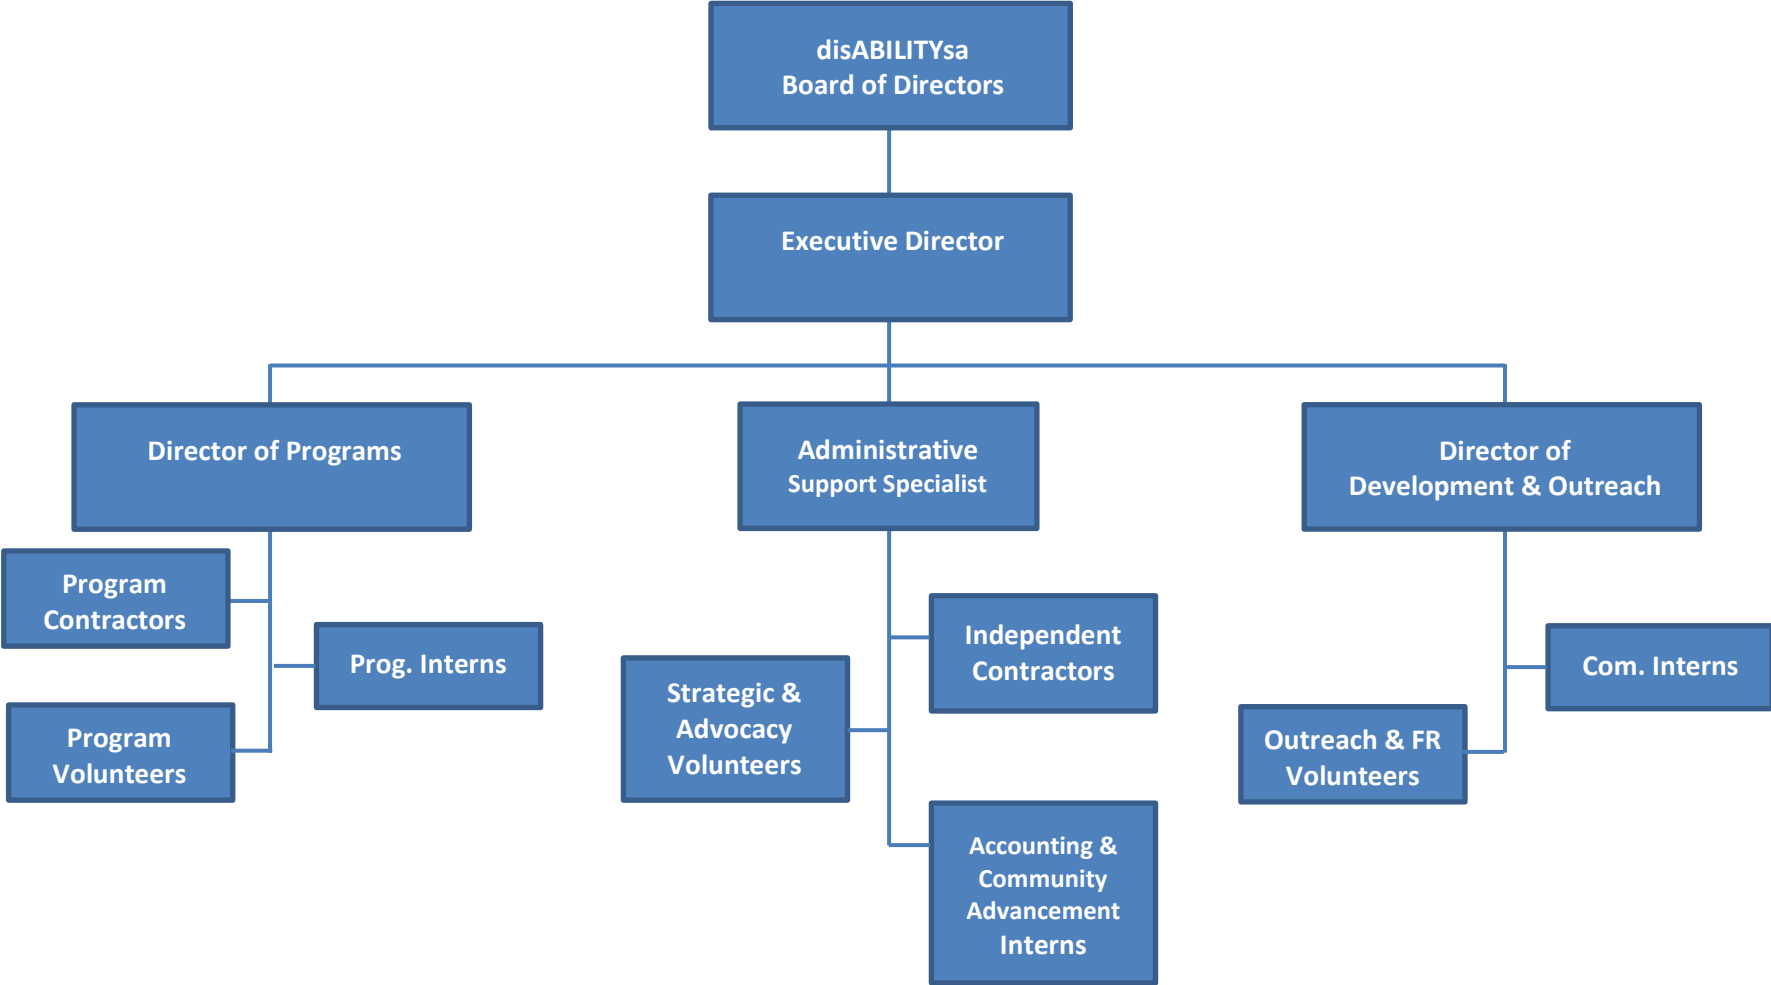 disABILITYsa
Board of Directors
Executive Director
Director of Programs
Administrative
Support Specialist
Director of
Development & Outreach
Program
Contractors
Prog. Interns
Program
Volunteers
Independent
Contractors
Strategic &
Advocacy
Volunteers
Accounting &
Community
Advancement
Interns
Com. Interns
Outreach & FR
Volunteers